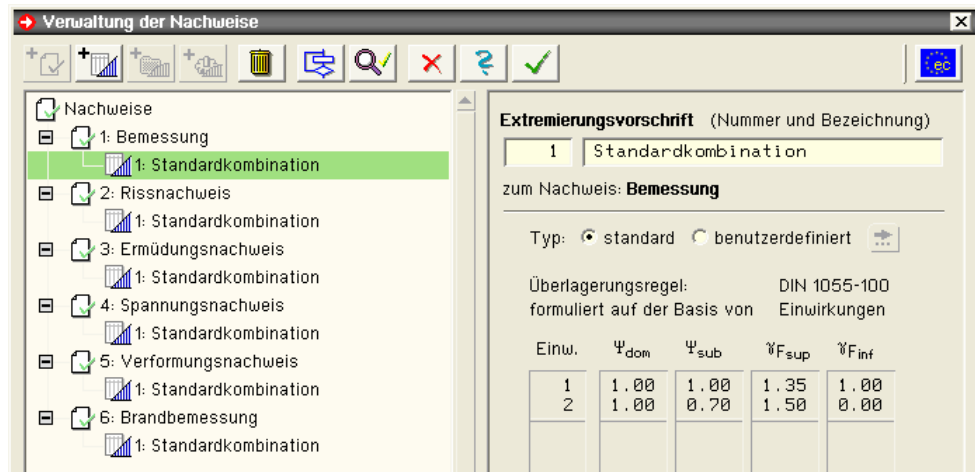 Verwaltung der Nachweise
ec
Nachweise
1: Bemessung
1: Standardkombination
2: Rissnachweis
1: Standardkombination
3: Ermüdungsnachweis
1: Standardkombination
4: Spannungsnachweis
1: Standardkombination
5: Verformungsnachweis
1: Standardkombination
6: Brandbemessung
1: Standardkombination
Extremierungsvorschrift (Nummer und Bezeichnung)
1 Standardkombination
zum Nachweis: Bemessung
Typ: standard benutzerdefiniert
Überlagerungsregel: DIN 1055-100
formuliert auf der Basis von Einwirkungen
Einw. Ψdom Ψsub γFsup γFinf
1 1.00 1.00 1.35 1.00
2 1.00 0.70 1.50 0.00